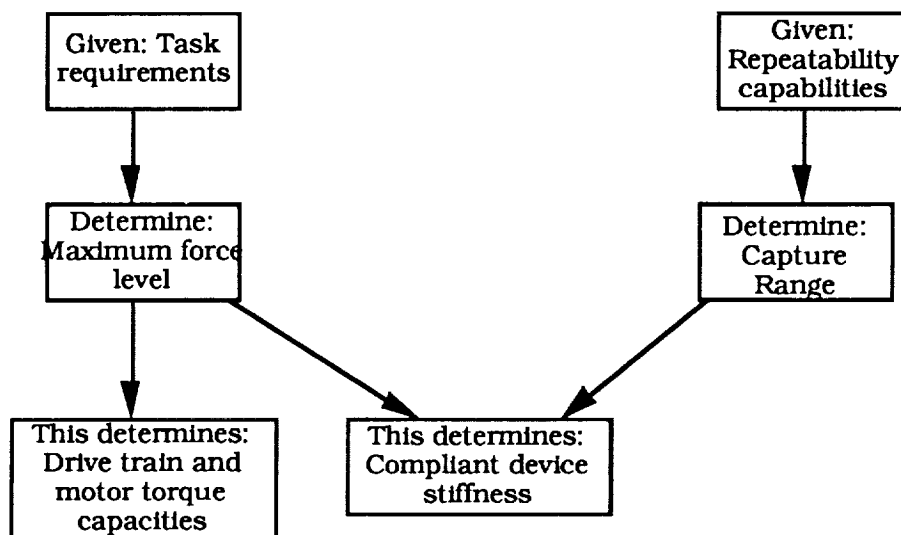 Given: Task
requirements
Given:
Repeatability
capabilities
Determine:
Maximum force
level
Determine:
Capture
Range
This determines:
Drive train and
motor torque
capacities
This determines:
Compliant device
stiffness